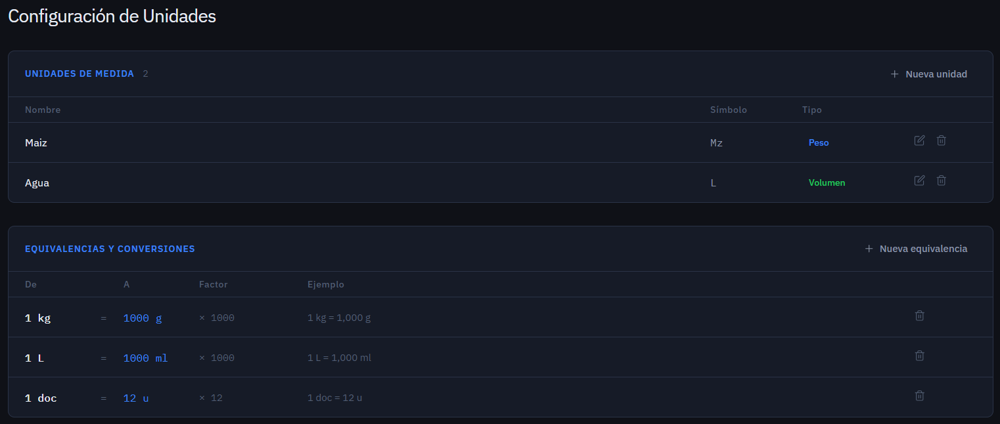 Configuración de Unidades
UNIDADES DE MEDIDA 2
+ Nueva unidad
Nombre Símbolo Tipo
Maiz Mz Peso
Agua L Volumen
EQUIVALENCIAS Y CONVERSIONES
+ Nueva equivalencia
De A Factor Ejemplo
1 kg = 1000 g × 1000 1 kg = 1,000 g
1 L = 1000 ml × 1000 1 L = 1,000 ml
1 doc = 12 u × 12 1 doc = 12 u